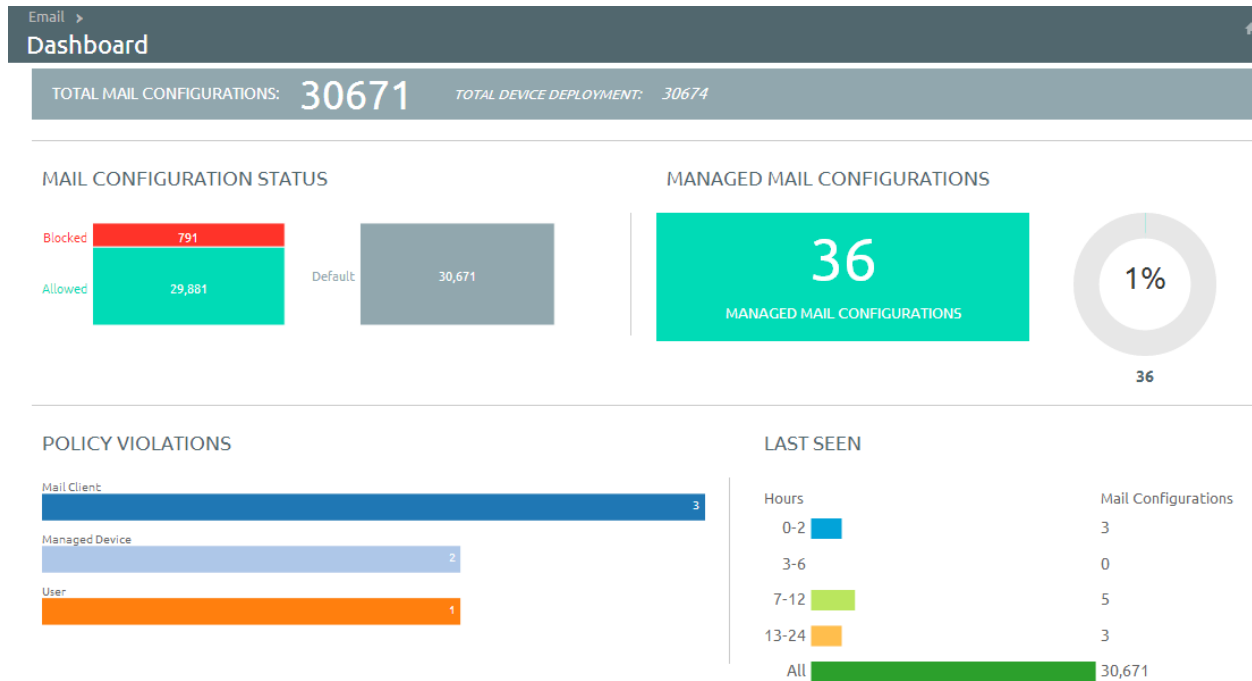 Email >
Dashboard
TOTAL MAIL CONFIGURATIONS: 30671 TOTAL DEVICE DEPLOYMENT: 30674
MAIL CONFIGURATION STATUS
Blocked 791
Allowed 29,881
Default 30,671
MANAGED MAIL CONFIGURATIONS
36
MANAGED MAIL CONFIGURATIONS
1%
36
POLICY VIOLATIONS
Mail Client
3
Managed Device
2
User
1
LAST SEEN
Hours Mail Configurations
0-2 3
3-6 0
7-12 5
13-24 3
All 30,671